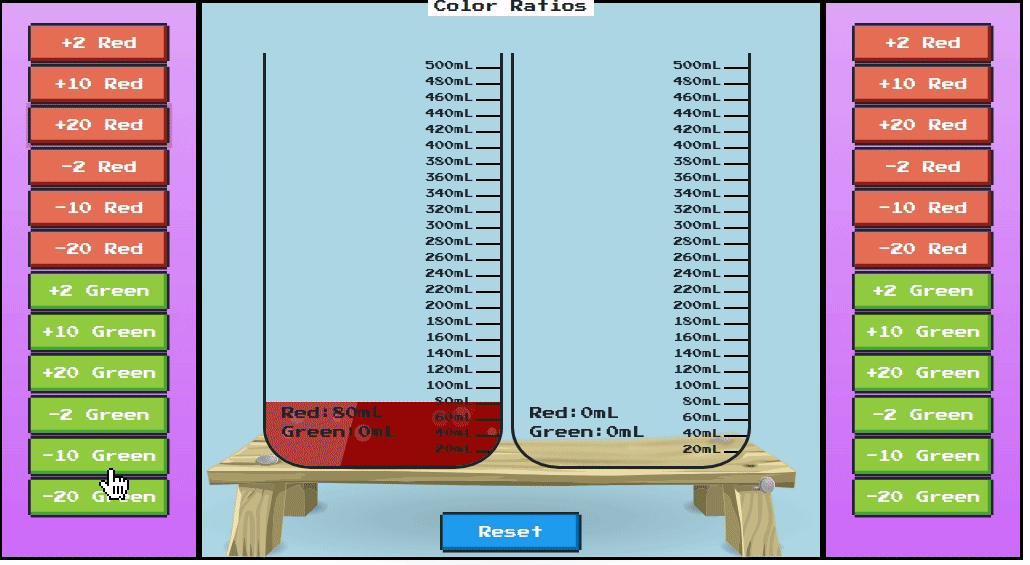 Color Ratios
+2 Red
+10 Red
+20 Red
-2 Red
-10 Red
-20 Red
+2 Green
+10 Green
+20 Green
-2 Green
-10 Green
-20 Green
500mL
480mL
460mL
440mL
420mL
400mL
380mL
360mL
340mL
320mL
300mL
280mL
260mL
240mL
220mL
200mL
180mL
160mL
140mL
120mL
100mL
80mL
60mL
40mL
20mL
Red:80mL
Green:0mL
500mL
480mL
460mL
440mL
420mL
400mL
380mL
360mL
340mL
320mL
300mL
280mL
260mL
240mL
220mL
200mL
180mL
160mL
140mL
120mL
100mL
80mL
60mL
40mL
20mL
Red:0mL
Green:0mL
Reset
+2 Red
+10 Red
+20 Red
-2 Red
-10 Red
-20 Red
+2 Green
+10 Green
+20 Green
-2 Green
-10 Green
-20 Green